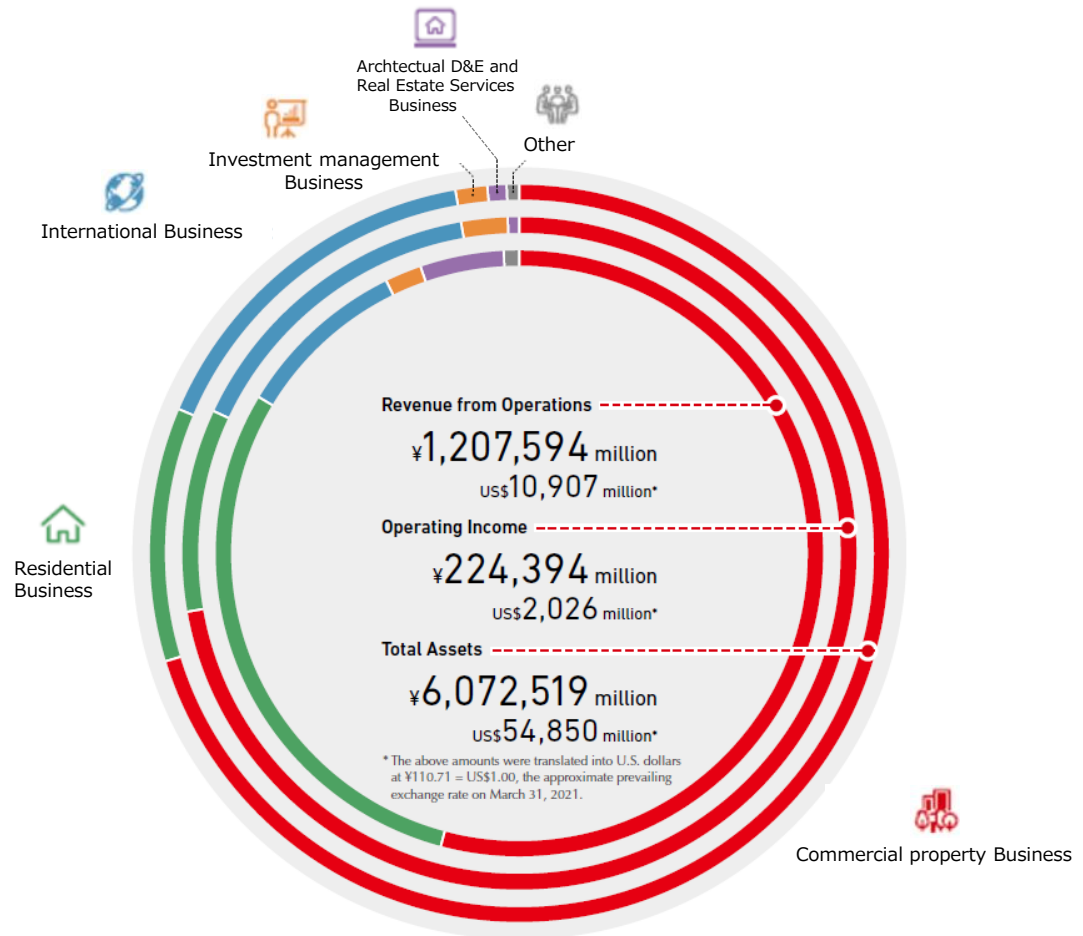 Archtectual D&E and
Real Estate Services
Business
Other
Investment management
Business
International Business
Revenue from Operations
¥1,207,594 million
US$10,907 million*
Operating Income
¥224,394 million
US$2,026 million*
Residential
Business
Total Assets
¥6,072,519 million
US$54,850 million*
* The above amounts were translated into U.S. dollars
at ¥110.71 = US$1.00, the approximate prevailing
exchange rate on March 31, 2021.
Commercial property Business